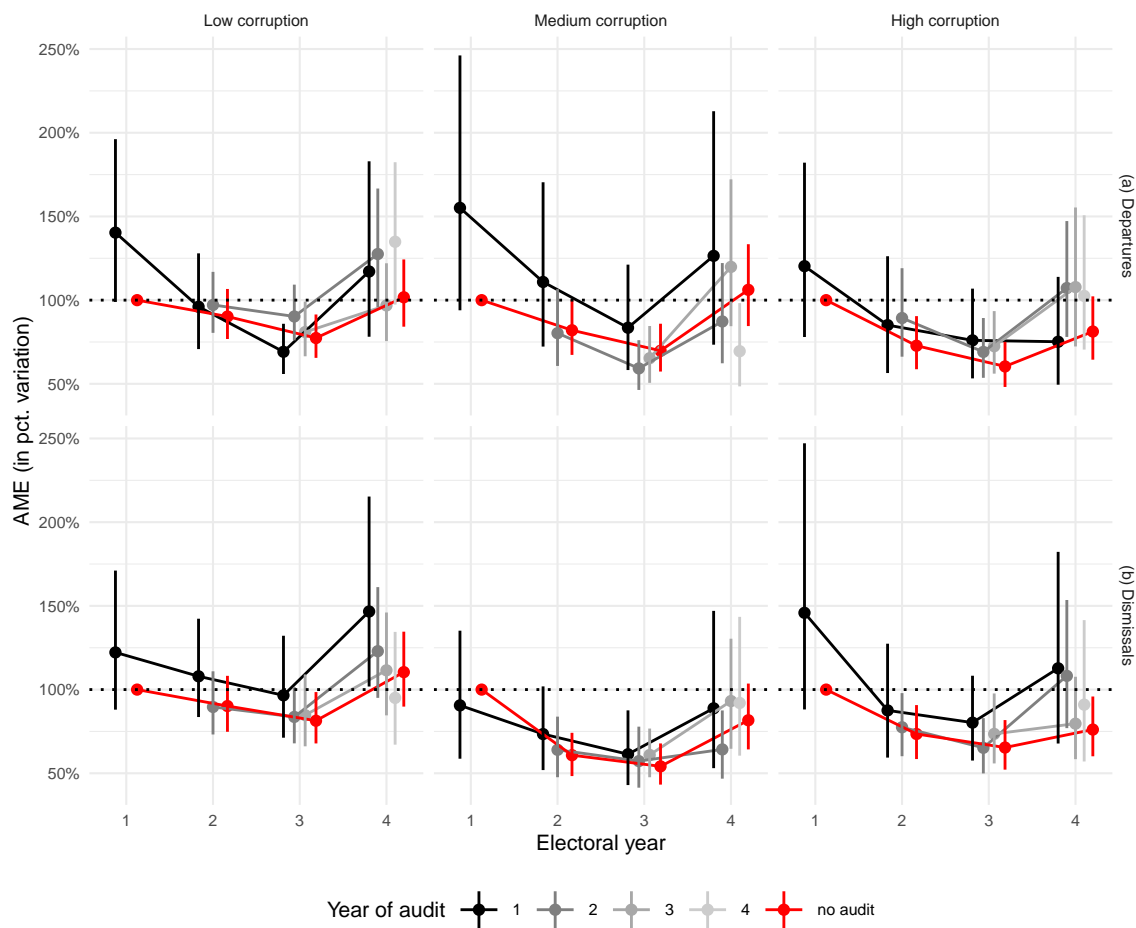 Low corruption Medium corruption High corruption
250%
200%
150%
100%
50%
(a) Departures
250%
200%
150%
100%
50%
(b) Dismissals
AME (in pct. variation)
1 2 3 4 1 2 3 4 1 2 3 4
Electoral year
Year of audit 1 2 3 4 no audit